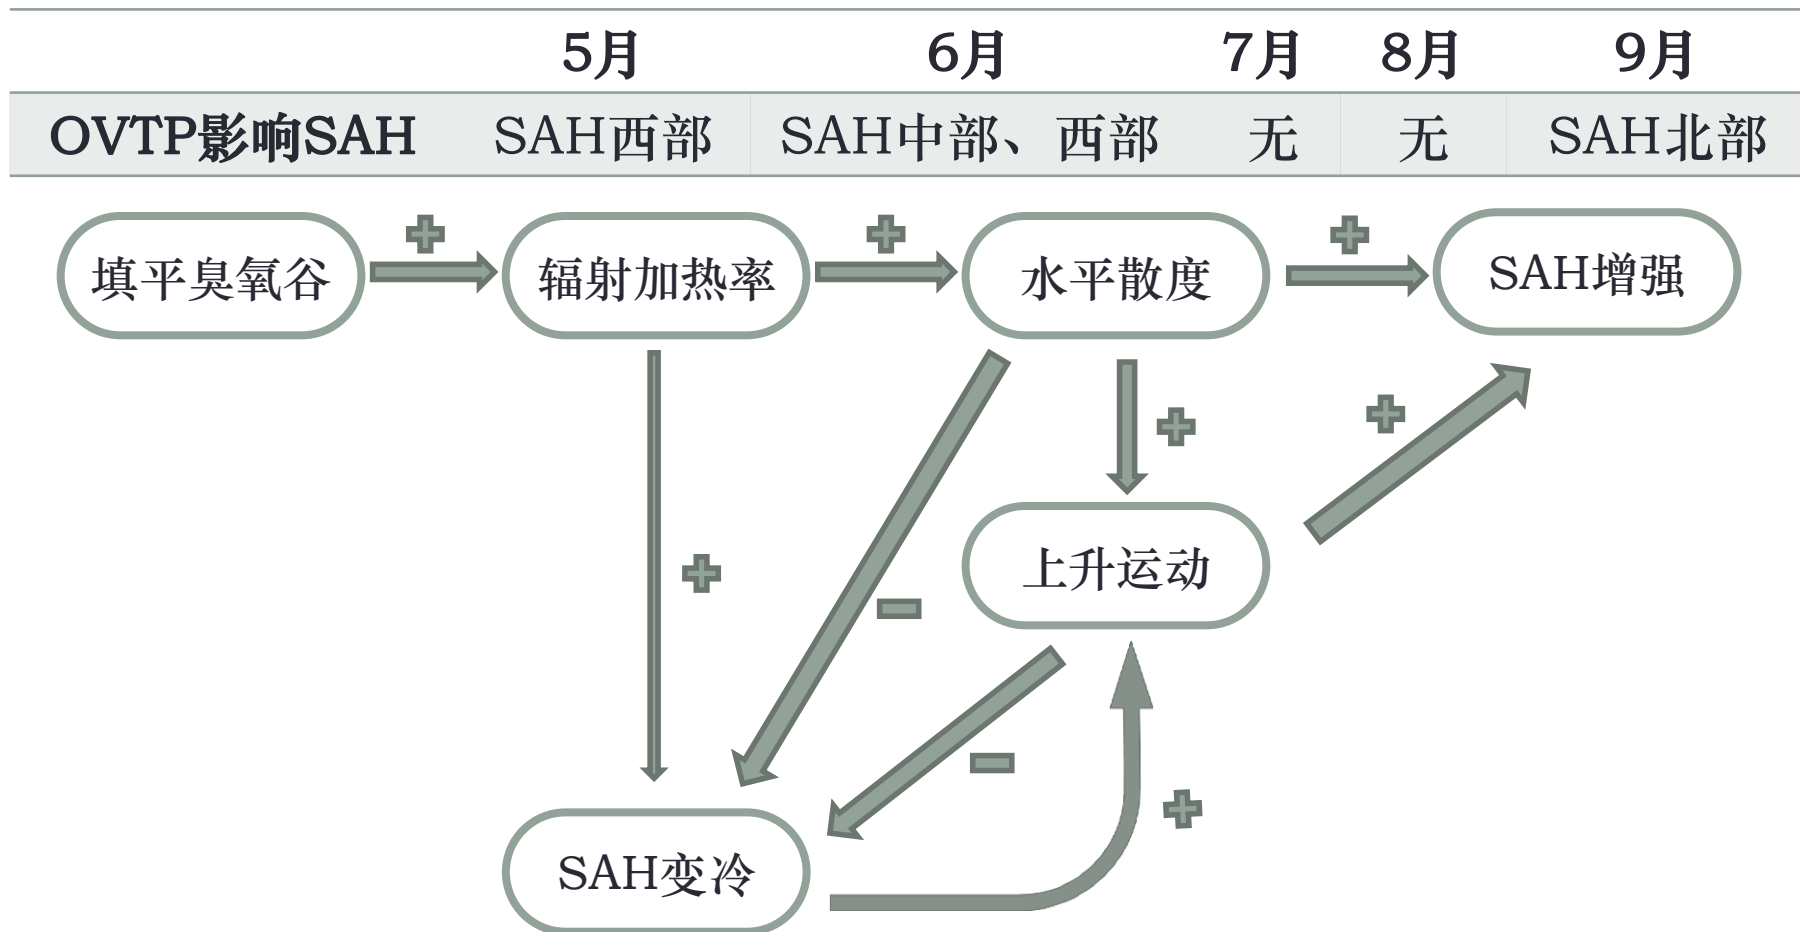 5月 6月 7月 8月 9月
OVTP影响SAH SAH西部 SAH中部、西部 无 无 SAH北部
填平臭氧谷 辐射加热率 水平散度 SAH增强
上升运动
SAH变冷